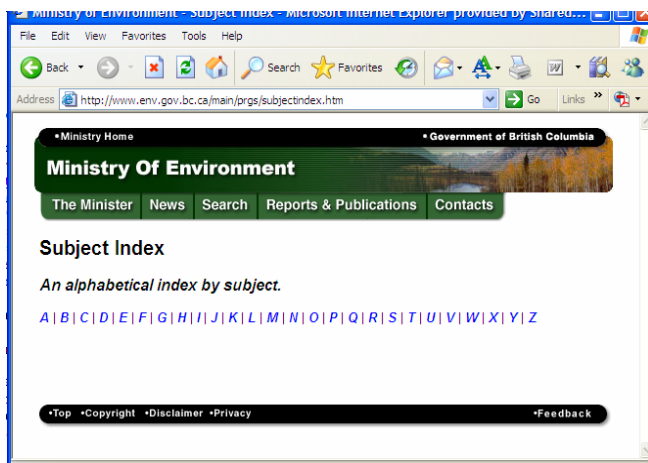 Ministry of Environment - Subject Index - Microsoft Internet Explorer provided by Shared...
File Edit View Favorites Tools Help
Back Search Favorites
Address http://www.env.gov.bc.ca/main/prgs/subjectindex.htm Go Links »
•Ministry Home •Government of British Columbia
Ministry Of Environment
The Minister News Search Reports & Publications Contacts
Subject Index
An alphabetical index by subject.
A | B | C | D | E | F | G | H | I | J | K | L | M | N | O | P | Q | R | S | T | U | V | W | X | Y | Z
•Top •Copyright •Disclaimer •Privacy •Feedback